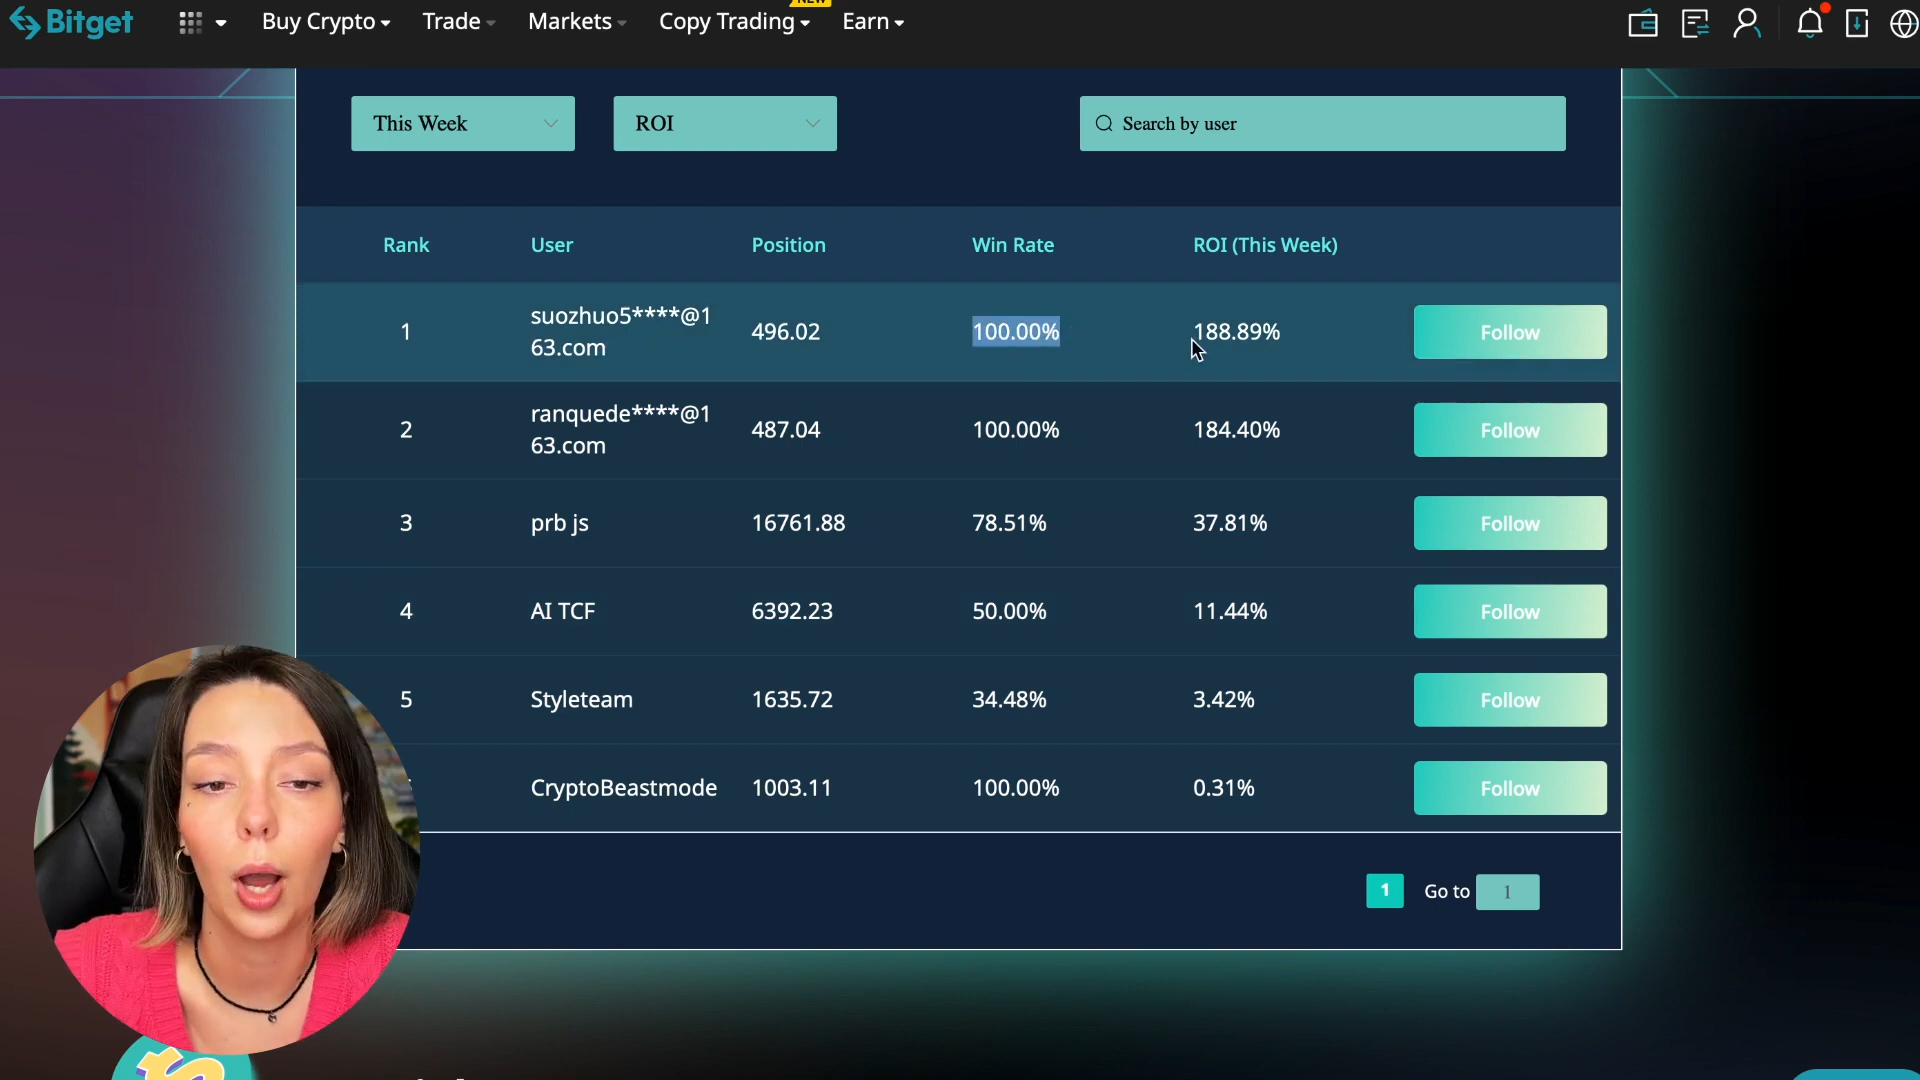 Bitget
Buy Crypto
Trade
Markets
Copy Trading
NEW
Earn
This Week
ROI
Search by user
Rank
User
Position
Win Rate
ROI (This Week)
1
suozhuo5****@1
63.com
496.02
100.00%
188.89%
Follow
2
ranquede****@1
63.com
487.04
100.00%
184.40%
Follow
3
prb js
16761.88
78.51%
37.81%
Follow
4
AI TCF
6392.23
50.00%
11.44%
Follow
5
Styleteam
1635.72
34.48%
3.42%
Follow
CryptoBeastmode
1003.11
100.00%
0.31%
Follow
1
Go to
1